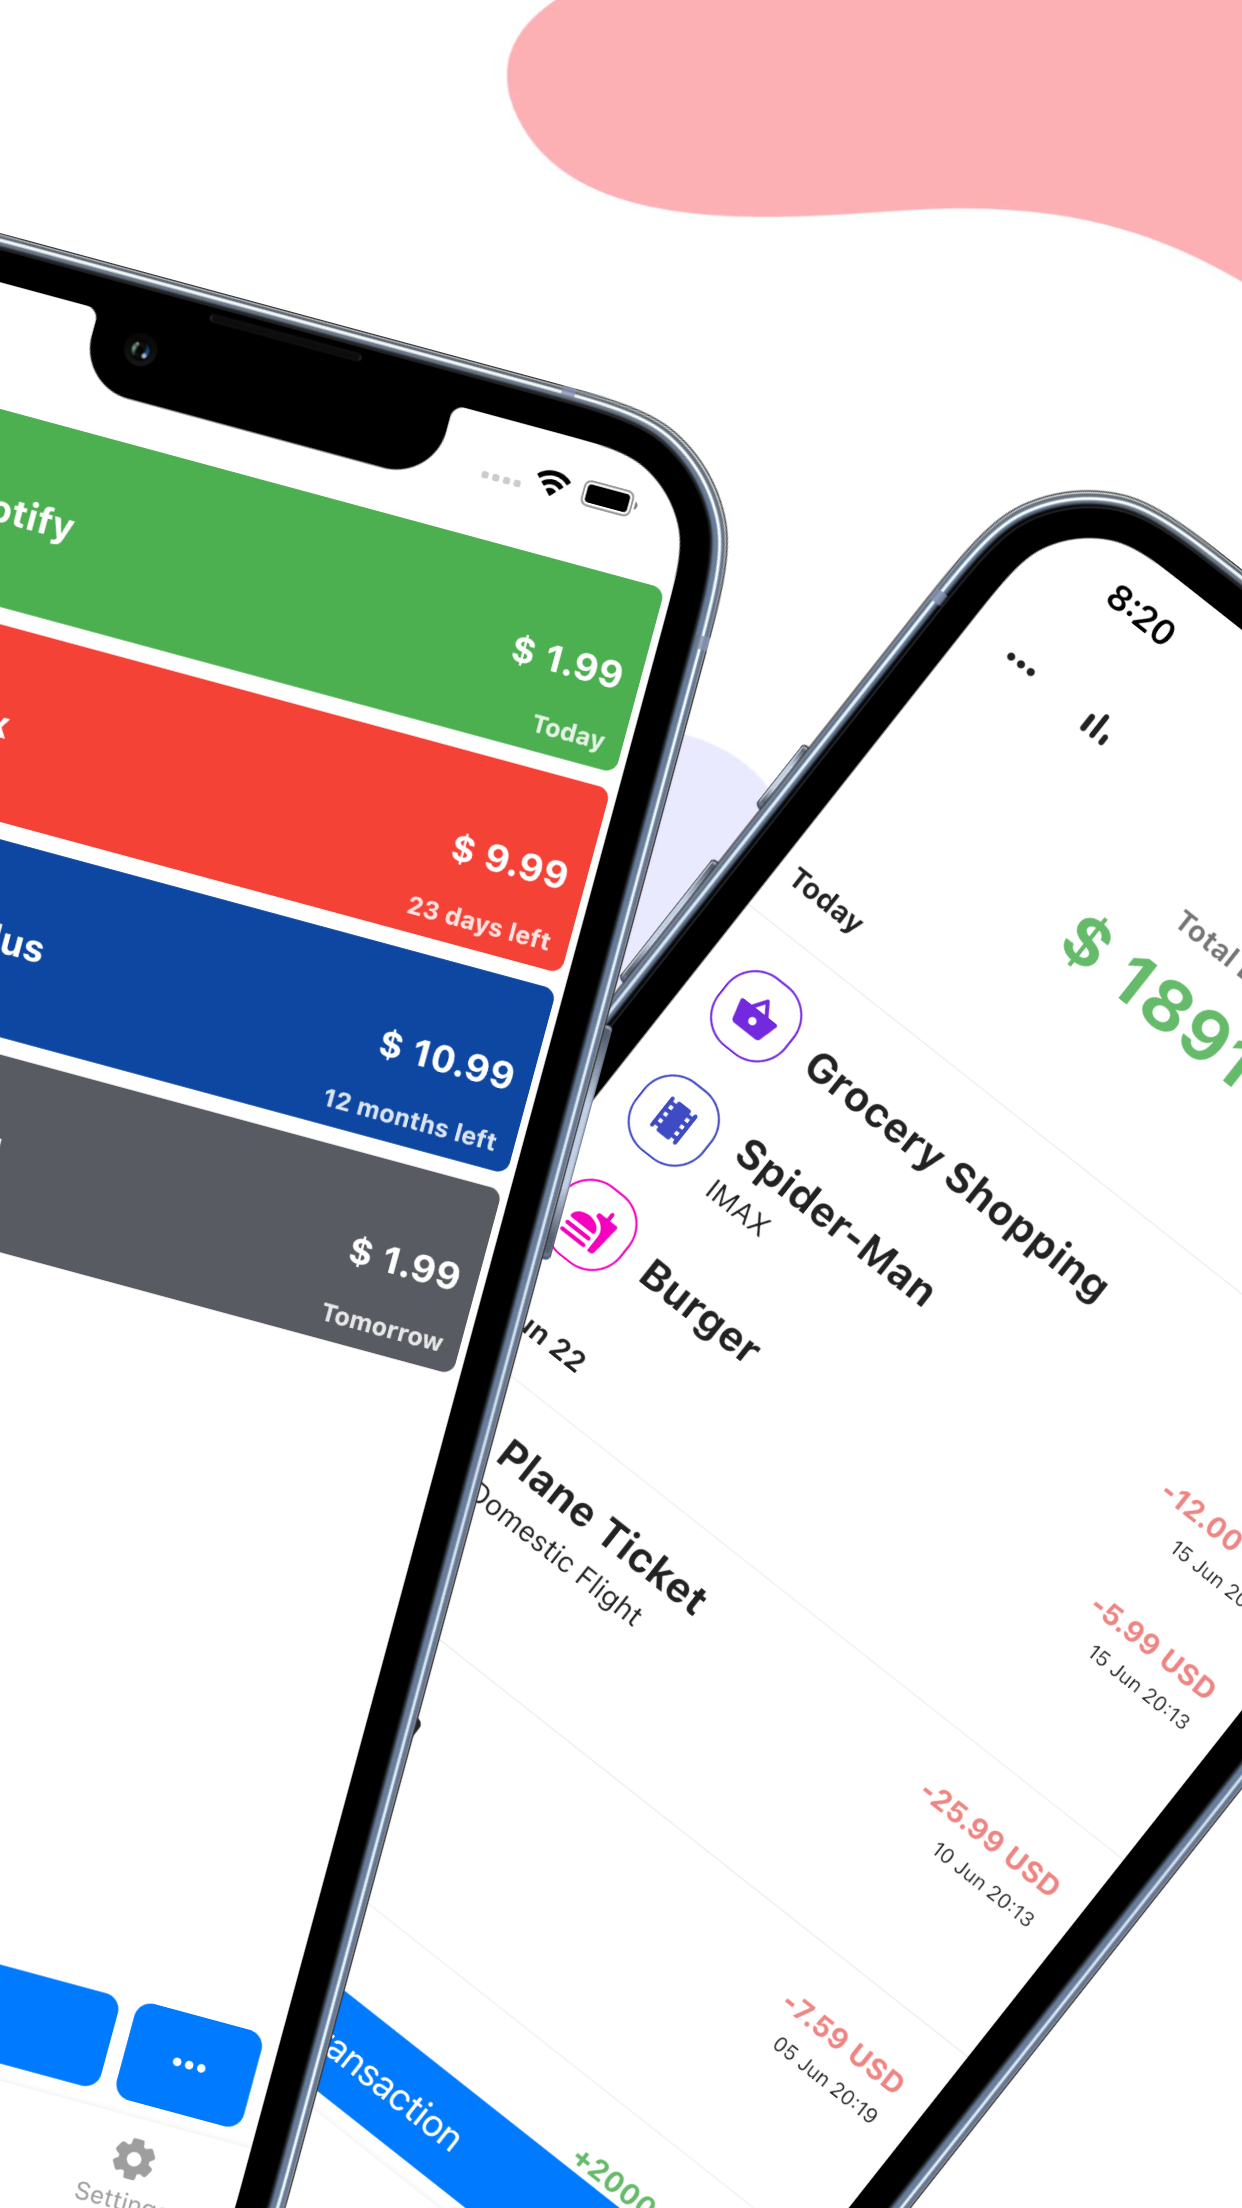 otify
$ 1.99
Today
$ 9.99
23 days left
lus
$ 10.99
12 months left
$ 1.99
Tomorrow
Setting
8:20
Total
$ 1891
Today
Grocery Shopping
Spider-Man
IMAX
Burger
un 22
Plane Ticket
Domestic Flight
-12.00
15 Jun 20
-5.99 USD
15 Jun 20:13
-25.99 USD
10 Jun 20:13
-7.59 USD
05 Jun 20:19
ansaction
+2000